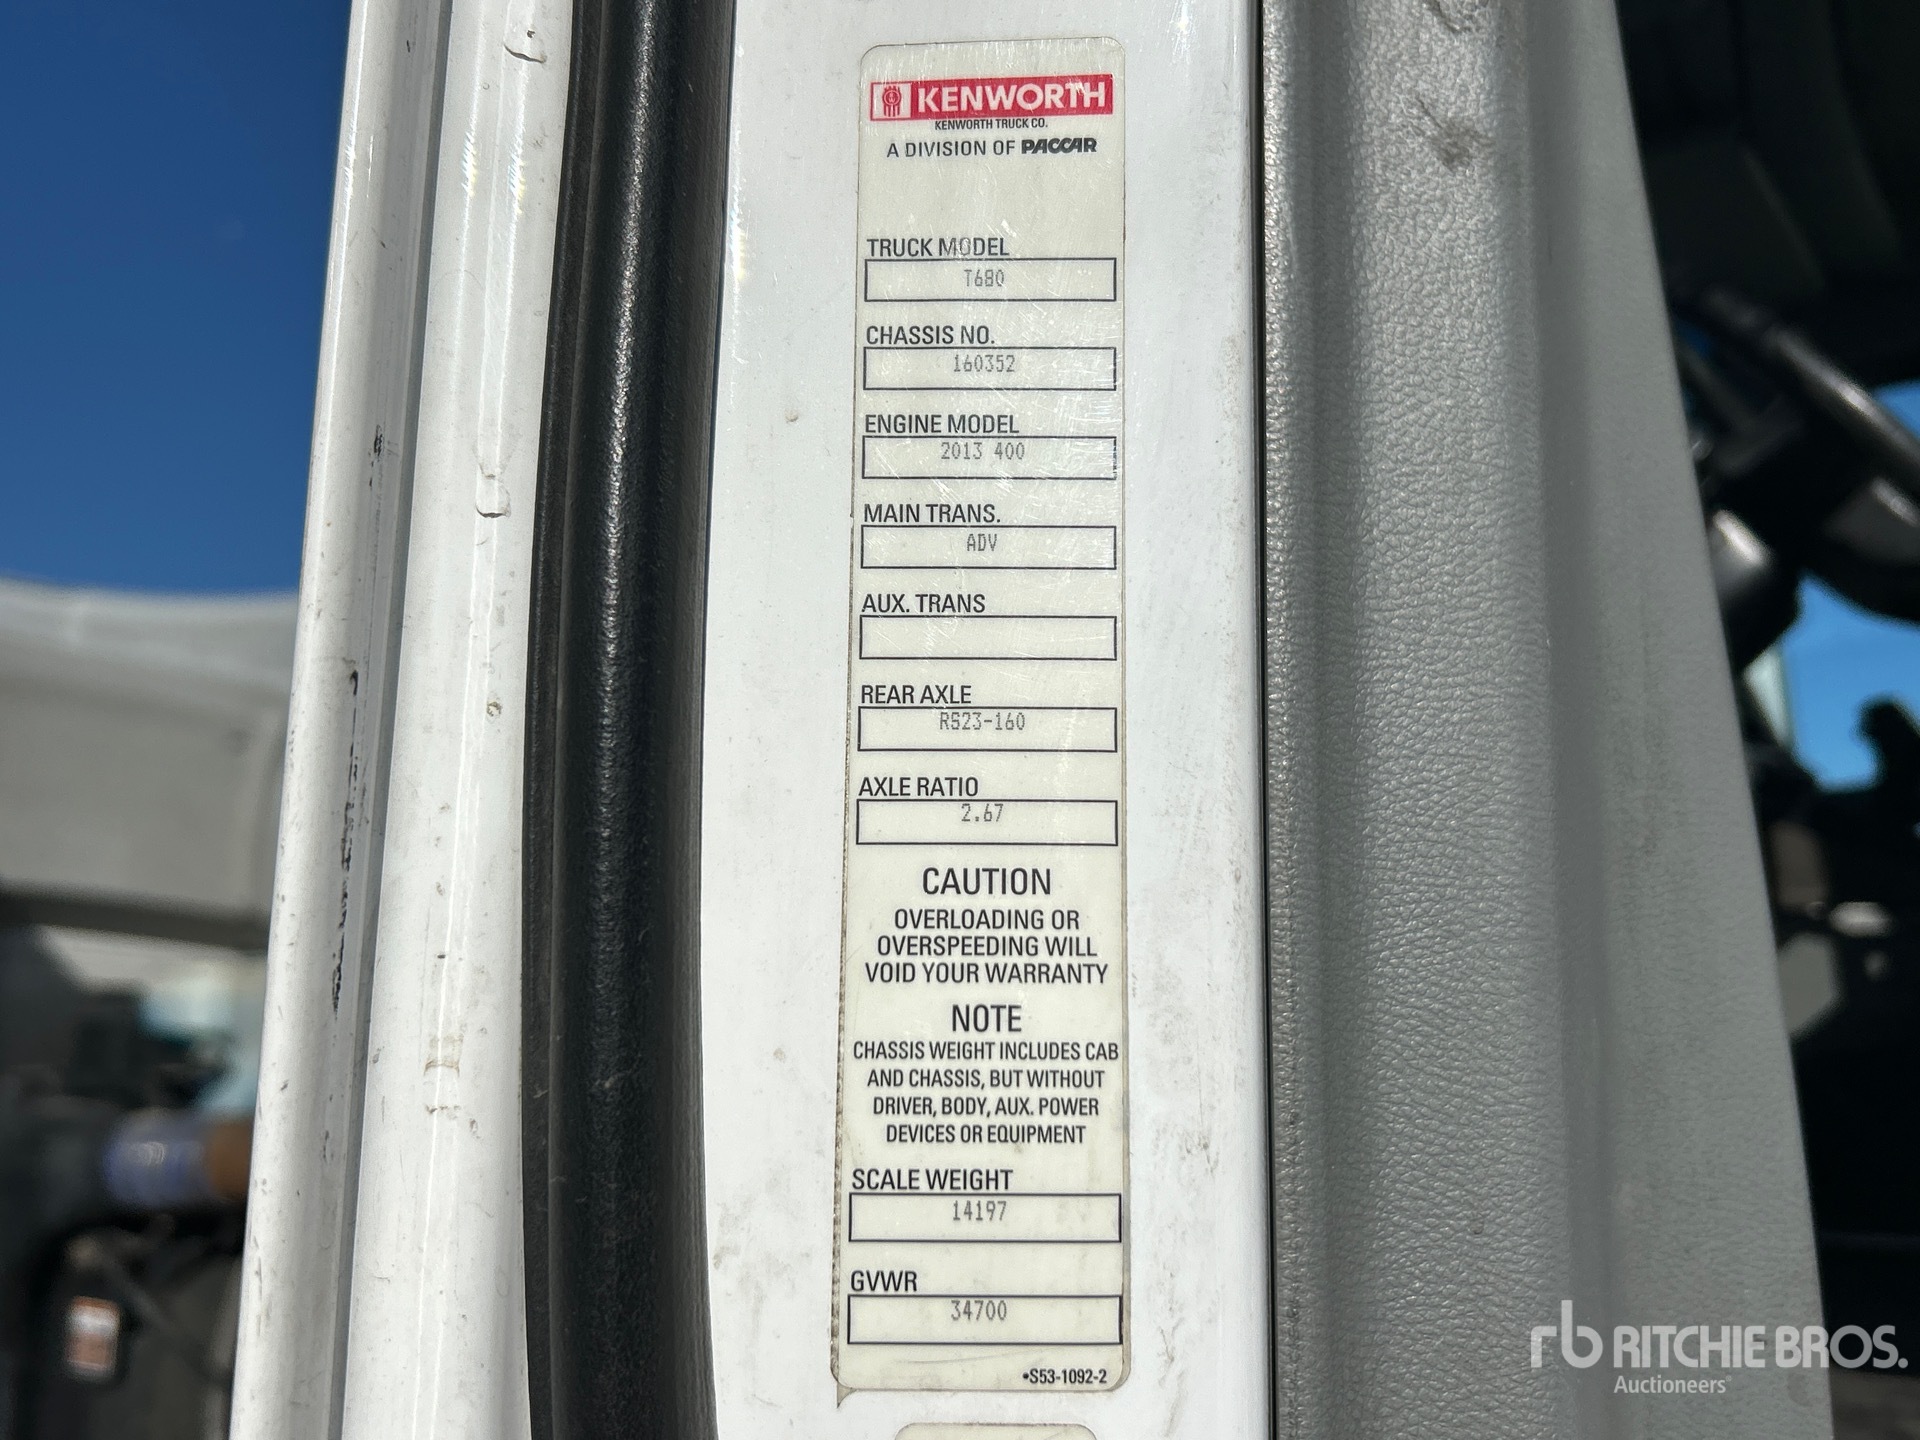 KENWORTH
KENWORTH TRUCK CO.
A DIVISION OF PACCAR
TRUCK MODEL
T680
CHASSIS NO.
160352
ENGINE MODEL
2013 400
MAIN TRANS.
ADV
AUX. TRANS
REAR AXLE
RS23-160
AXLE RATIO
2.67
CAUTION
OVERLOADING OR
OVERSPEEDING WILL
VOID YOUR WARRANTY
NOTE
CHASSIS WEIGHT INCLUDES CAB
AND CHASSIS, BUT WITHOUT
DRIVER, BODY, AUX. POWER
DEVICES OR EQUIPMENT
SCALE WEIGHT
14197
GVWR
34700
•S53-1092-2
rb RITCHIE BROS.
Auctioneers